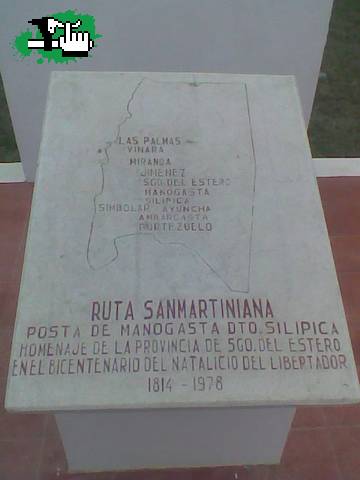 LAS PALMAS
VINARA
MIRANDA
JIMENEZ
SGO. DEL ESTERO
MANOGASTA
SILIPICA
SIMBOLAR AYUNCHA
AMBARGASTA
PORTEZUELO
RUTA SANMARTINIANA
POSTA DE MANOGASTA DTO. SILIPICA
HOMENAJE DE LA PROVINCIA DE SGO. DEL ESTERO
EN EL BICENTENARIO DEL NATALICIO DEL LIBERTADOR
1814 - 1978